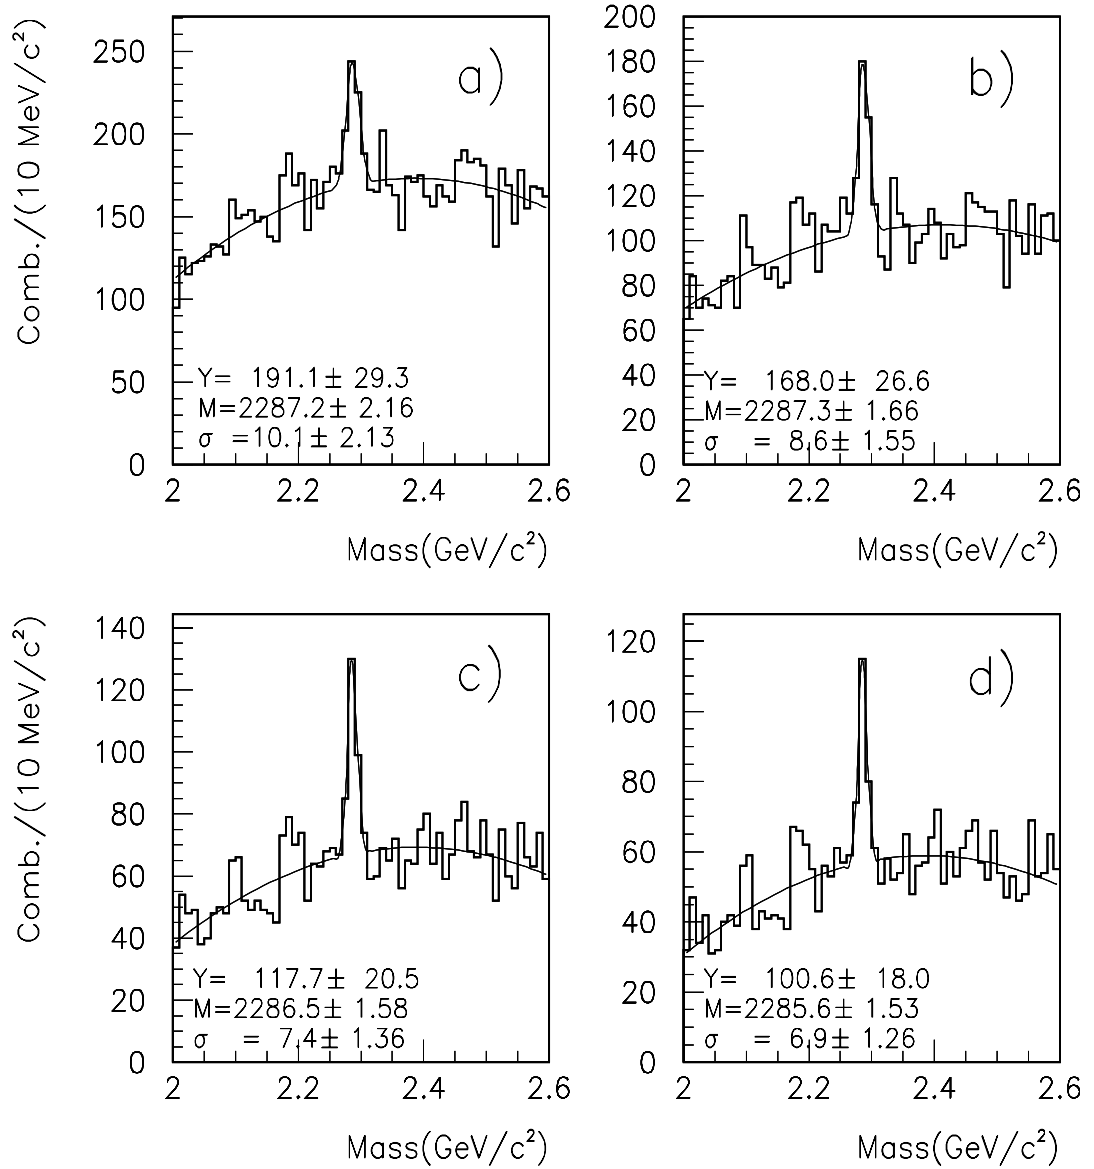 Comb./(10 MeV/c²)
250
200
150
100
50
0
a)
Y= 191.1± 29.3
M=2287.2± 2.16
σ =10.1± 2.13
2 2.2 2.4 2.6
Mass(GeV/c²)
200
180
160
140
120
100
80
60
40
20
0
b)
Y= 168.0± 26.6
M=2287.3± 1.66
σ = 8.6± 1.55
2 2.2 2.4 2.6
Mass(GeV/c²)
Comb./(10 MeV/c²)
140
120
100
80
60
40
20
0
c)
Y= 117.7± 20.5
M=2286.5± 1.58
σ = 7.4± 1.36
2 2.2 2.4 2.6
Mass(GeV/c²)
120
100
80
60
40
20
0
d)
Y= 100.6± 18.0
M=2285.6± 1.53
σ = 6.9± 1.26
2 2.2 2.4 2.6
Mass(GeV/c²)